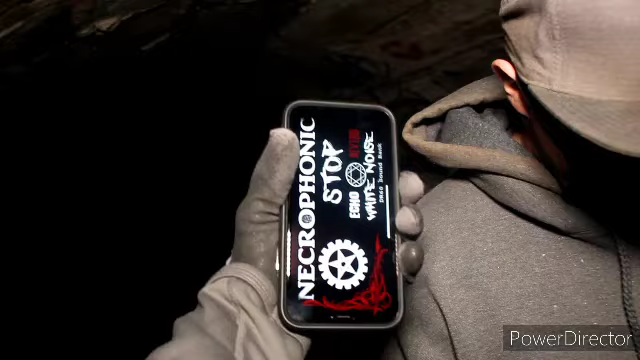 NECROPHONIC
STOP
ECHO
WHITE NOISE
PowerDirector